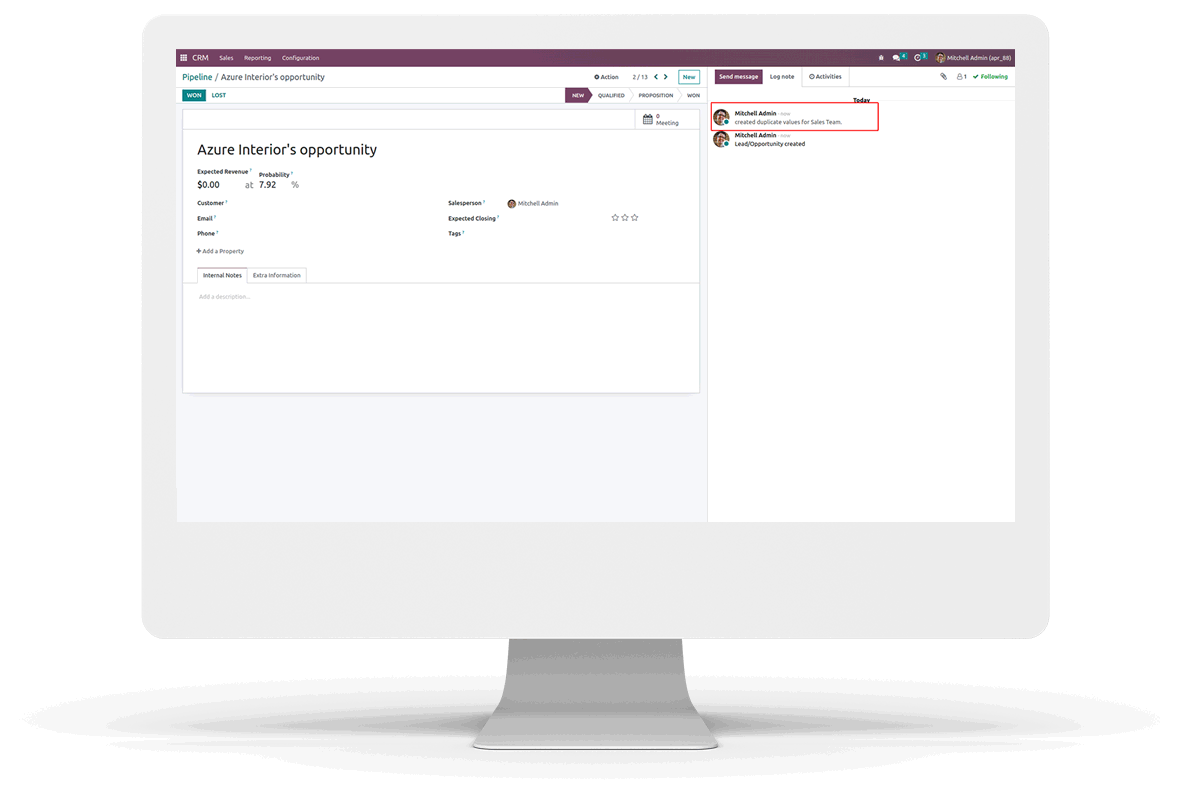 CRM Sales Reporting Configuration 4 Mitchell Admin (apr_88)
Pipeline / Azure Interior's opportunity Action 2 / 13 New
Send message Log note Activities 1 Following
WON LOST NEW QUALIFIED PROPOSITION WON
Today
0
Meeting
Mitchell Admin - now
created duplicate values for Sales Team.
Mitchell Admin - now
Lead/Opportunity created
Azure Interior's opportunity
Expected Revenue ? Probability ?
$0.00 at 7.92 %
Customer ? Salesperson ? Mitchell Admin
Email ? Expected Closing ?
Phone ? Tags ?
+ Add a Property
Internal Notes Extra Information
Add a description...